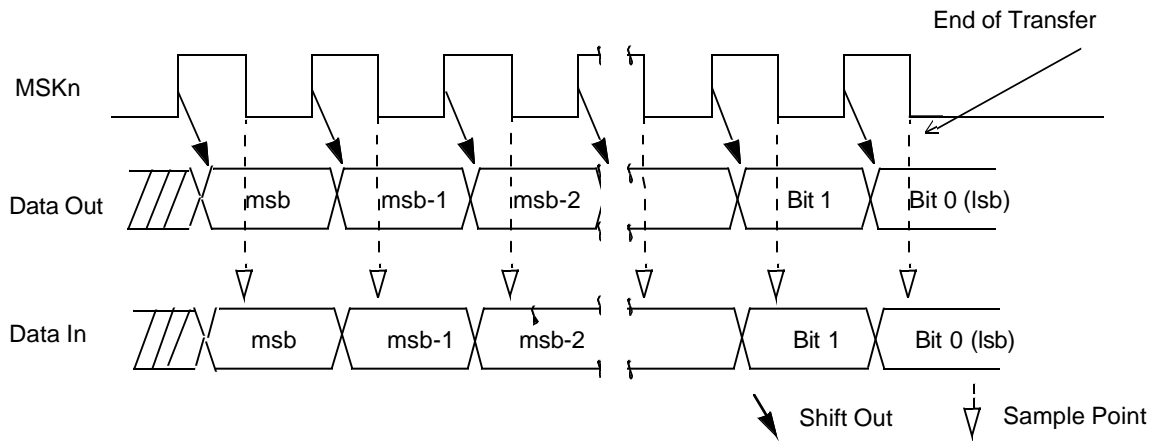 End of Transfer
MSKn
Data Out
msb
msb-1
msb-2
Bit 1
Bit 0 (lsb)
Data In
msb
msb-1
msb-2
Bit 1
Bit 0 (lsb)
Shift Out
Sample Point